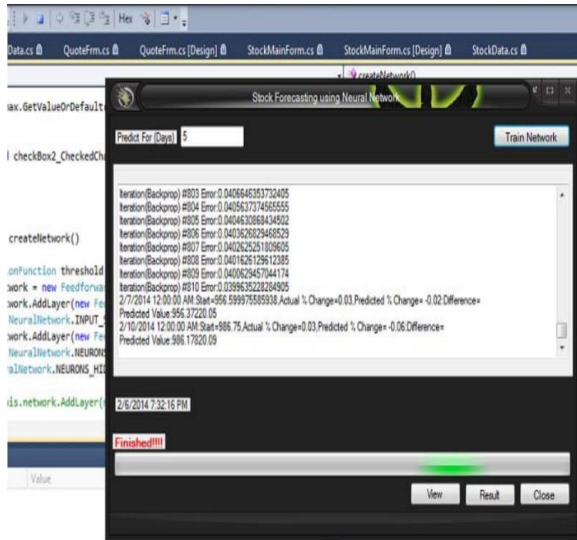 Hex
Data.cs
QuoteFrm.cs
QuoteFrm.cs [Design]
StockMainForm.cs
StockMainForm.cs [Design]
StockData.cs
createNetwork()
max.GetValueOrDefault
checkBox2_CheckedCh
createNetwork()
onFunction threshold
work = new Feedforwa
work.AddLayer(new Fe
NeuralNetwork.INPUT_
work.AddLayer(new Fe
NeuralNetwork.NEURONS
ralNetwork.NEURONS_HI
is.network.AddLayer(
Value
Stock Forecasting using Neural Network
Predict For (Days) 5
Train Network
Iteration(Backprop) #803 Error:0.0406646353732405
Iteration(Backprop) #804 Error:0.0405637374565555
Iteration(Backprop) #805 Error:0.0404630868434502
Iteration(Backprop) #806 Error:0.0403626829468529
Iteration(Backprop) #807 Error:0.0402625251809605
Iteration(Backprop) #808 Error:0.0401626129612385
Iteration(Backprop) #809 Error:0.0400629457044174
Iteration(Backprop) #810 Error:0.0399635228284905
2/7/2014 12:00:00 AM:Start=956.599975585938,Actual % Change=0.03,Predicted % Change= -0.02:Difference=
Predicted Value:956.37220.05
2/10/2014 12:00:00 AM:Start=986.75,Actual % Change=0.03,Predicted % Change= -0.06:Difference=
Predicted Value:986.17820.09
2/6/2014 7:32:16 PM
Finished!!!!
View
Result
Close